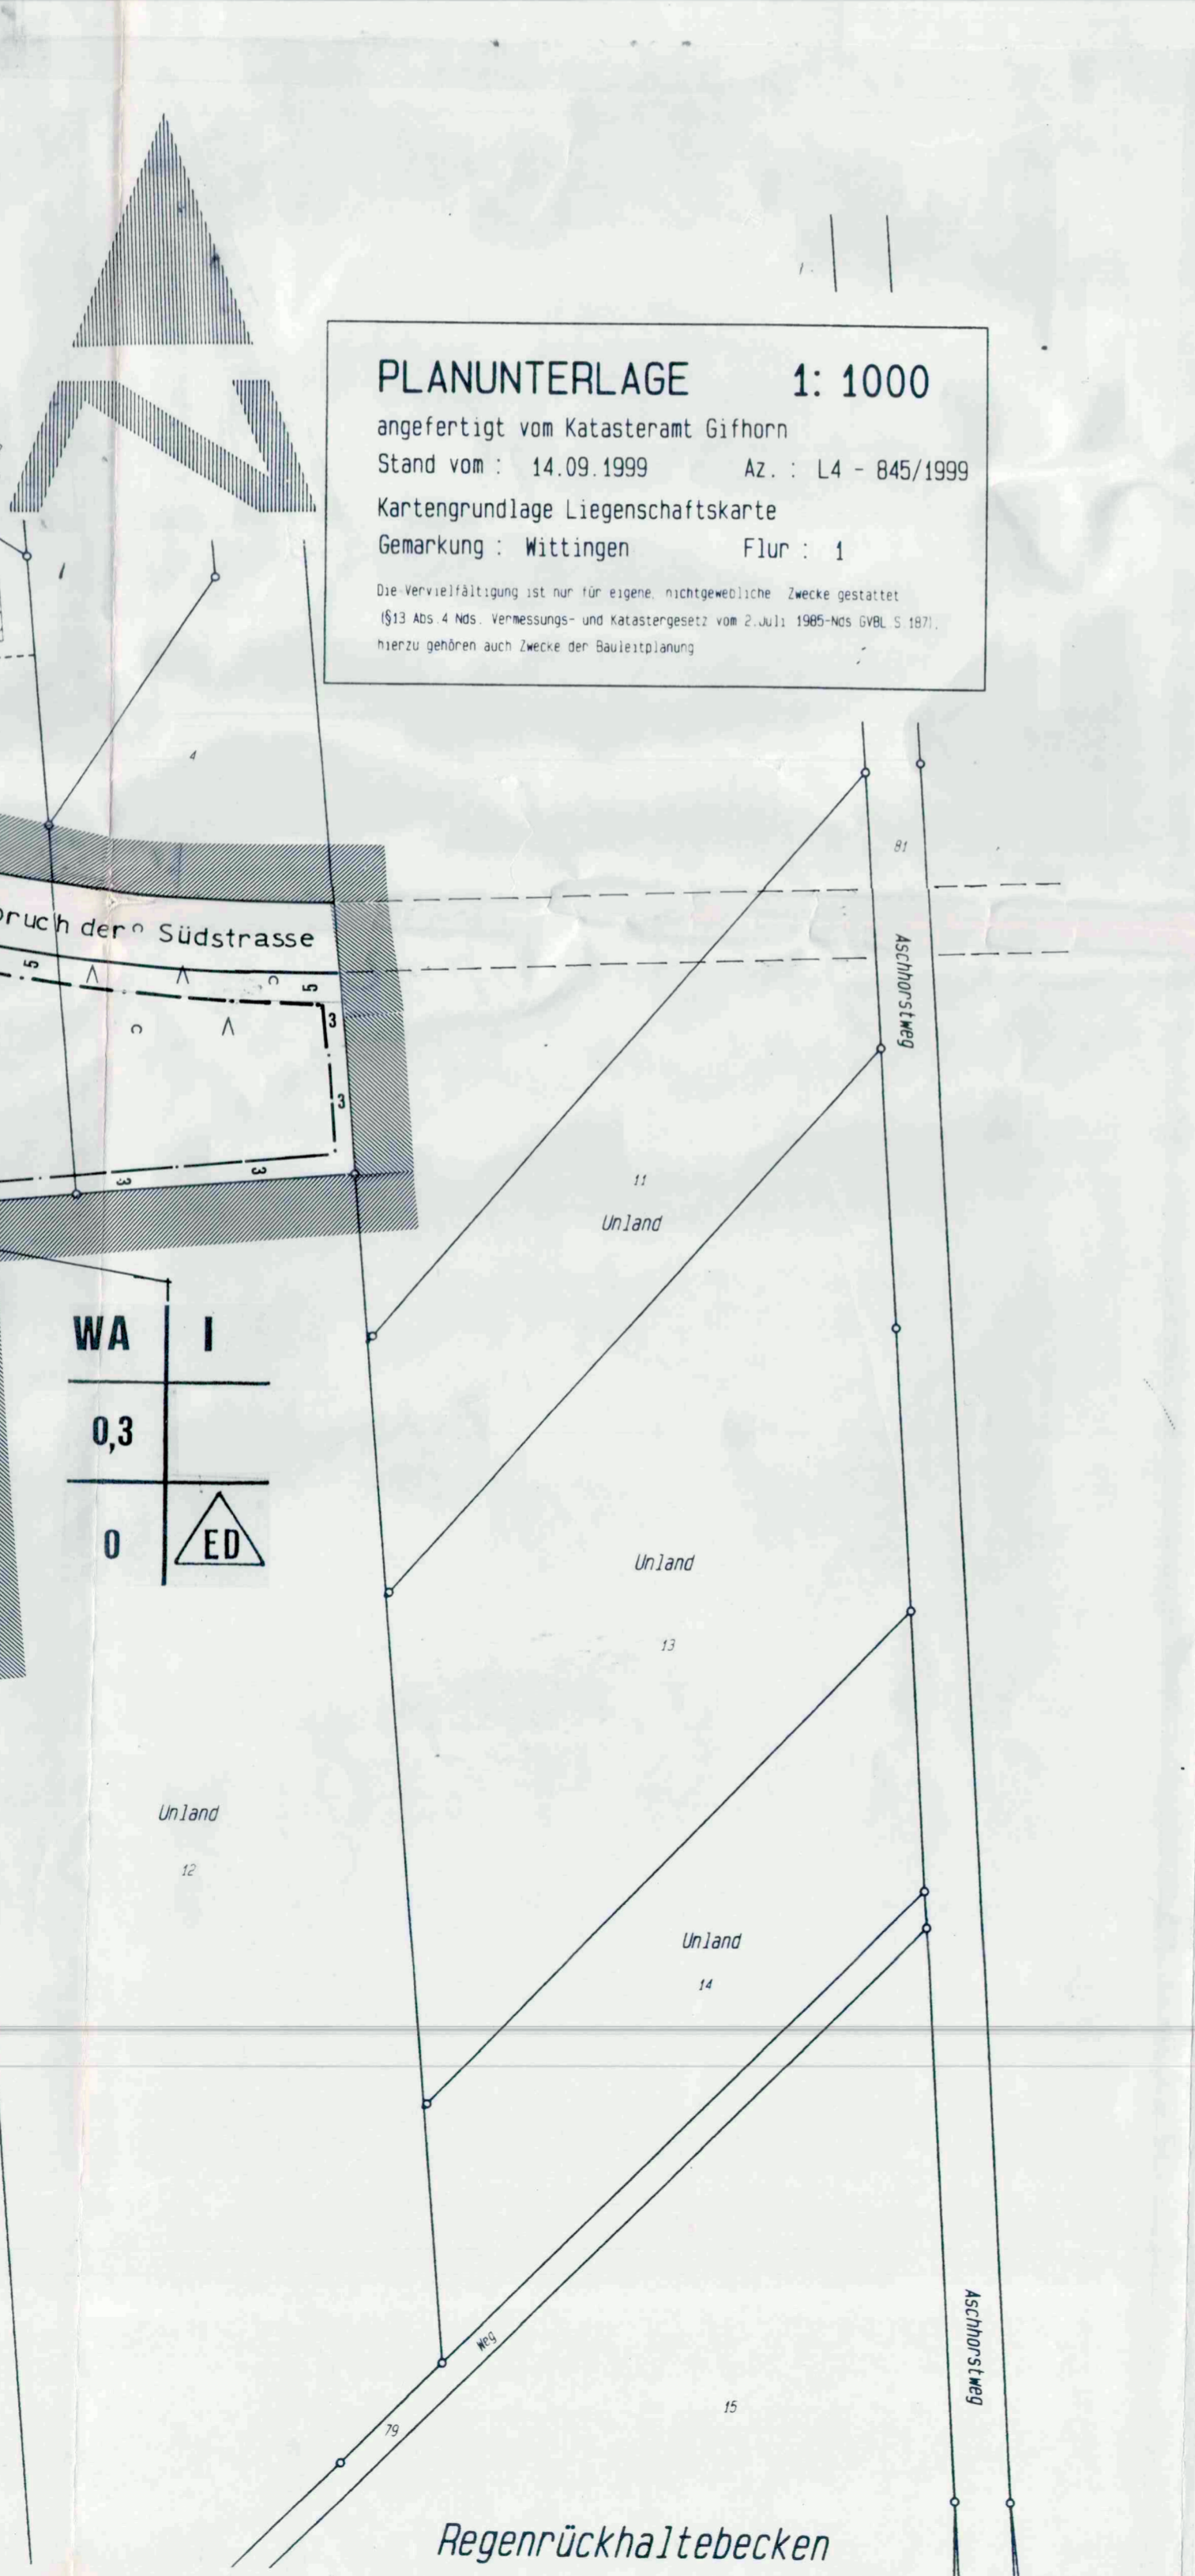 N
PLANUNTERLAGE 1: 1000
angefertigt vom Katasteramt Gifhorn
Stand vom : 14.09.1999 Az. : L4 - 845/1999
Kartengrundlage Liegenschaftskarte
Gemarkung : Wittingen Flur : 1
Die Vervielfältigung ist nur für eigene, nichtgewebliche Zwecke gestattet
(§13 Abs.4 Nds. Vermessungs- und Katastergesetz vom 2.Juli 1985-Nds GVBL S.187),
hierzu gehören auch Zwecke der Bauleitplanung
4
81
bruch der Südstrasse
Aschhorstweg
5
5
3
3
3
3
11
Unland
WA I
0,3
0 ED
Unland
13
Unland
12
Unland
14
Weg
79
15
Aschhorstweg
Regenrückhaltebecken